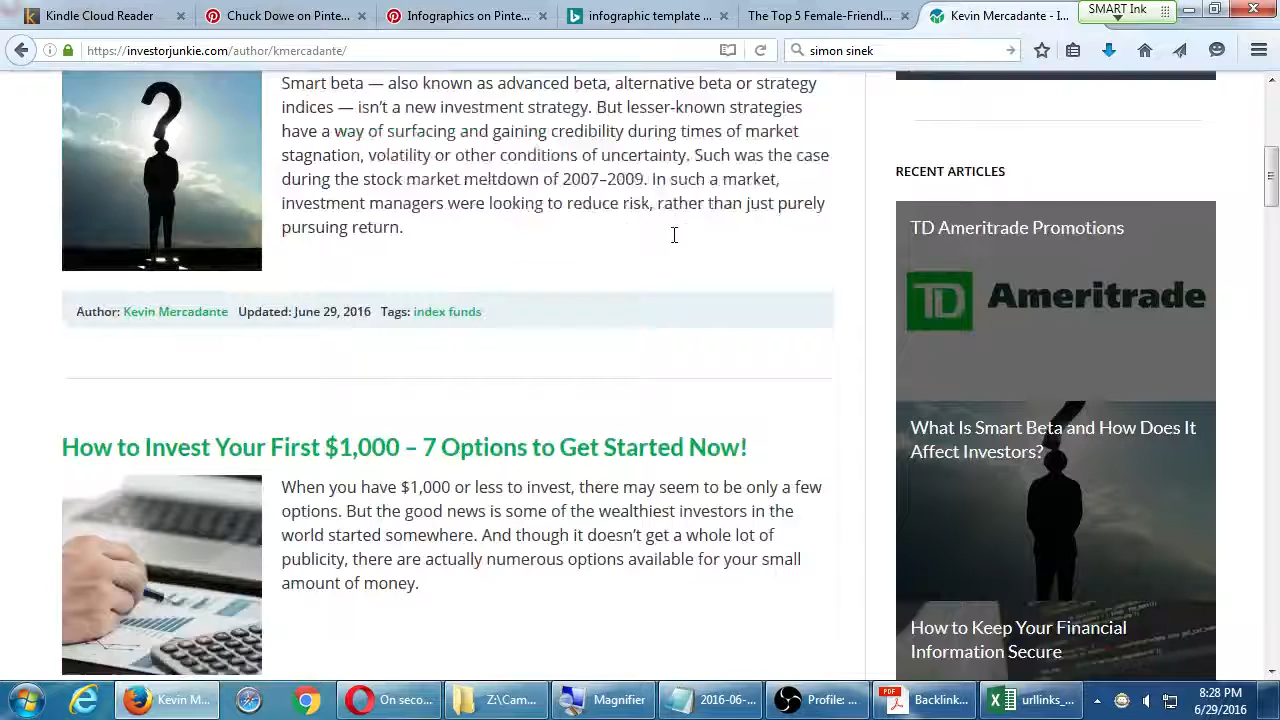 Kindle Cloud Reader
Chuck Dowe on Pinte...
Infographics on Pinte...
infographic template ...
The Top 5 Female-Friendl...
Kevin Mercadante - I...
SMART Ink
https://investorjunkie.com/author/kmercadante/
simon sinek
Smart beta — also known as advanced beta, alternative beta or strategy
indices — isn't a new investment strategy. But lesser-known strategies
have a way of surfacing and gaining credibility during times of market
stagnation, volatility or other conditions of uncertainty. Such was the case
during the stock market meltdown of 2007–2009. In such a market,
investment managers were looking to reduce risk, rather than just purely
pursuing return.
Author: Kevin Mercadante Updated: June 29, 2016 Tags: index funds
How to Invest Your First $1,000 – 7 Options to Get Started Now!
When you have $1,000 or less to invest, there may seem to be only a few
options. But the good news is some of the wealthiest investors in the
world started somewhere. And though it doesn't get a whole lot of
publicity, there are actually numerous options available for your small
amount of money.
RECENT ARTICLES
TD Ameritrade Promotions
TD Ameritrade
What Is Smart Beta and How Does It
Affect Investors?
How to Keep Your Financial
Information Secure
Kevin M...
On seco...
Z:\Cam...
Magnifier
2016-06-...
Profile: ...
PDF
Backlink...
urllinks_...
8:28 PM
6/29/2016